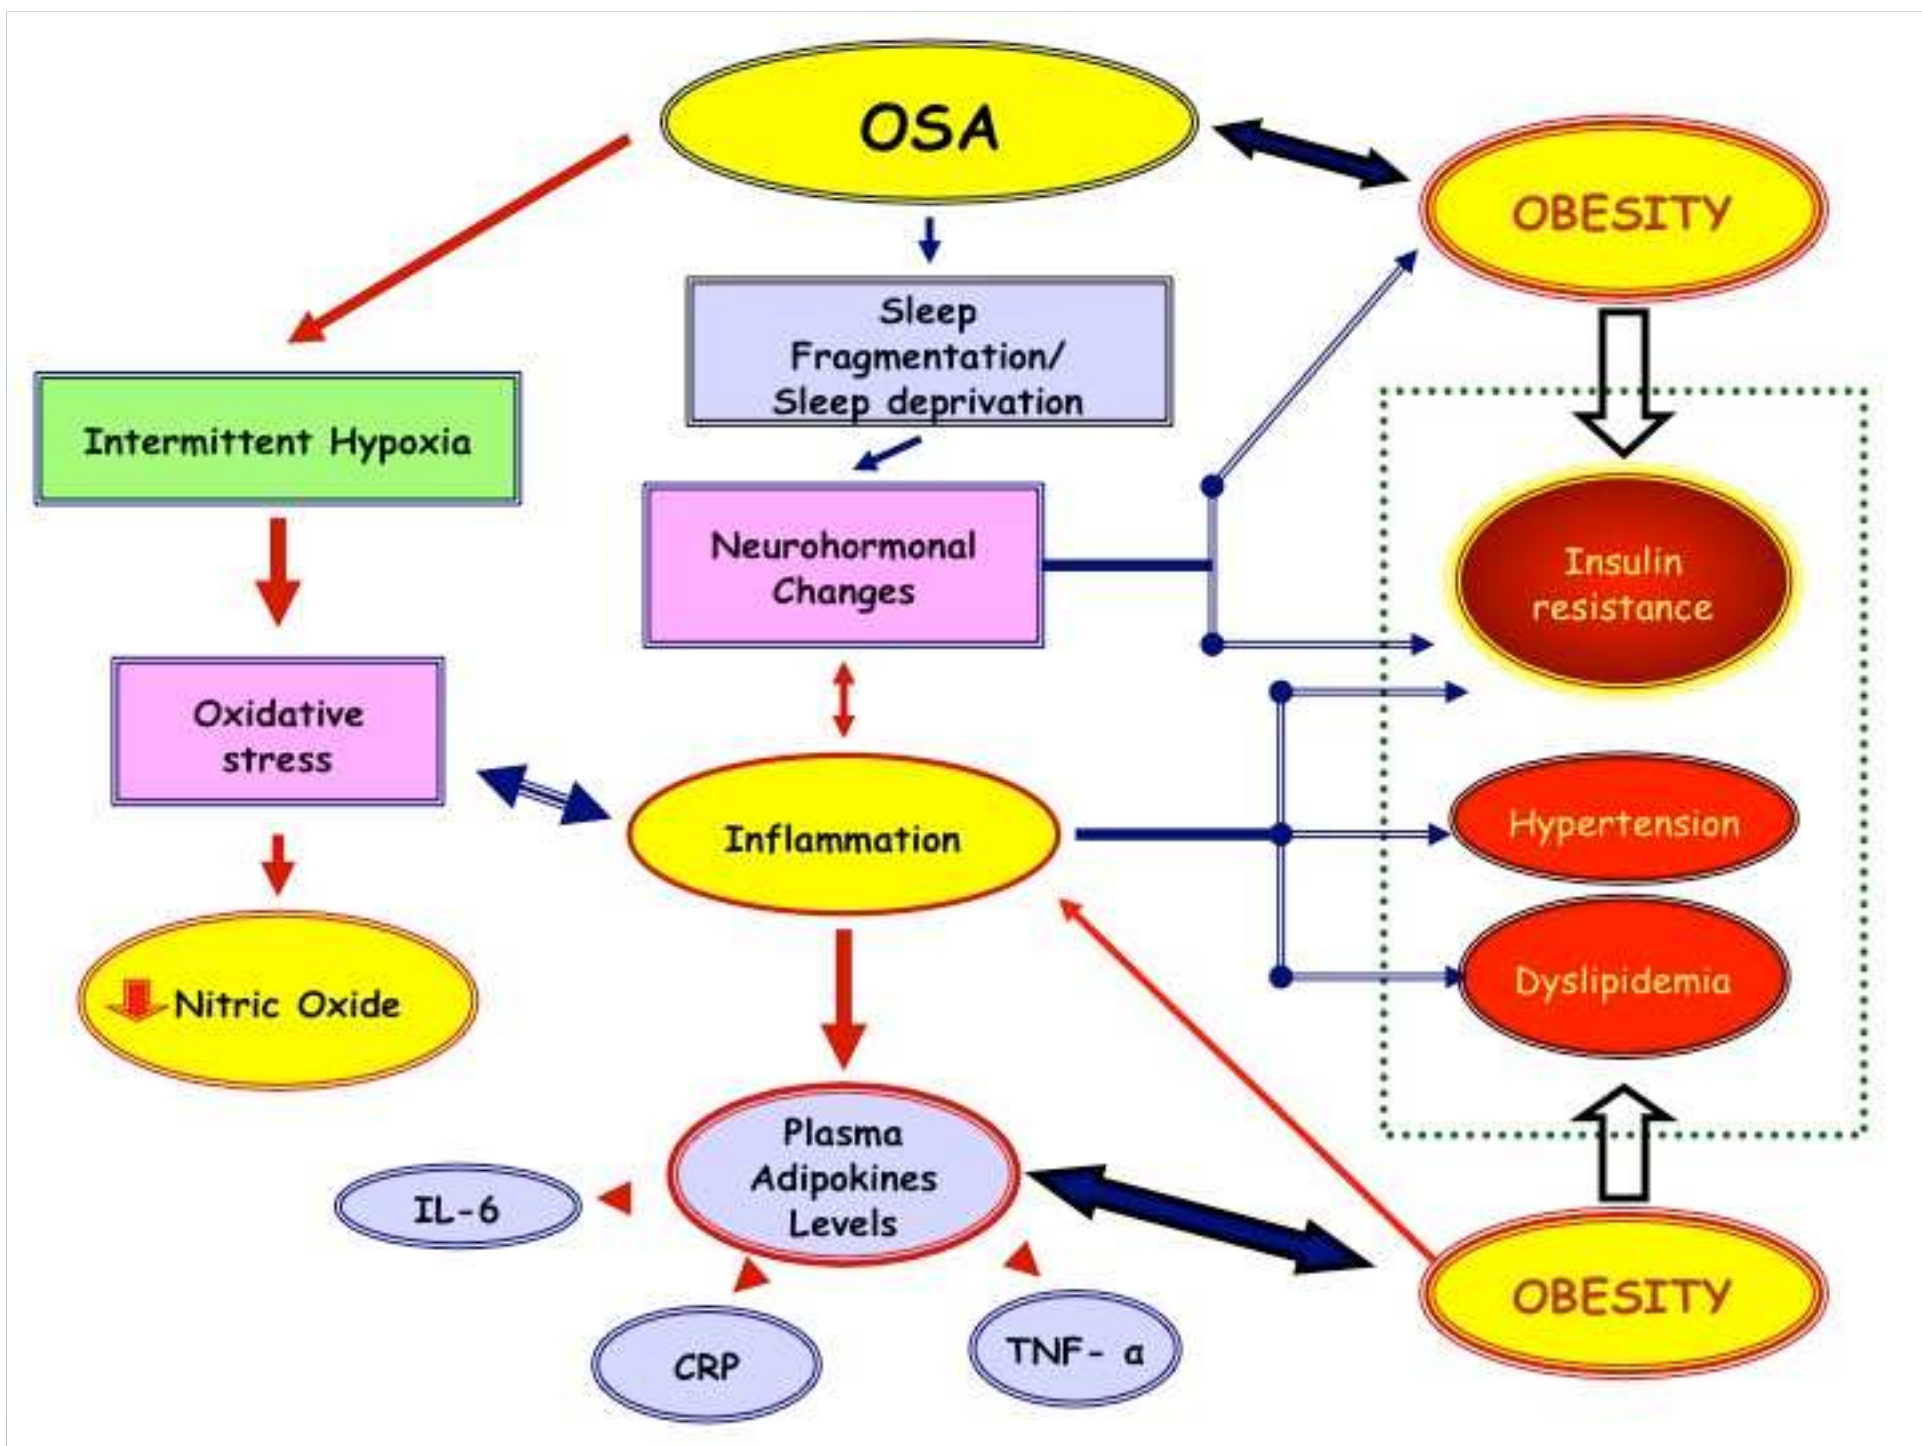 OSA
OBESITY
Sleep
Fragmentation/
Sleep deprivation
Intermittent Hypoxia
Neurohormonal
Changes
Insulin
resistance
Oxidative
stress
Inflammation
Hypertension
Nitric Oxide
Dyslipidemia
Plasma
Adipokines
Levels
IL-6
CRP
TNF- α
OBESITY